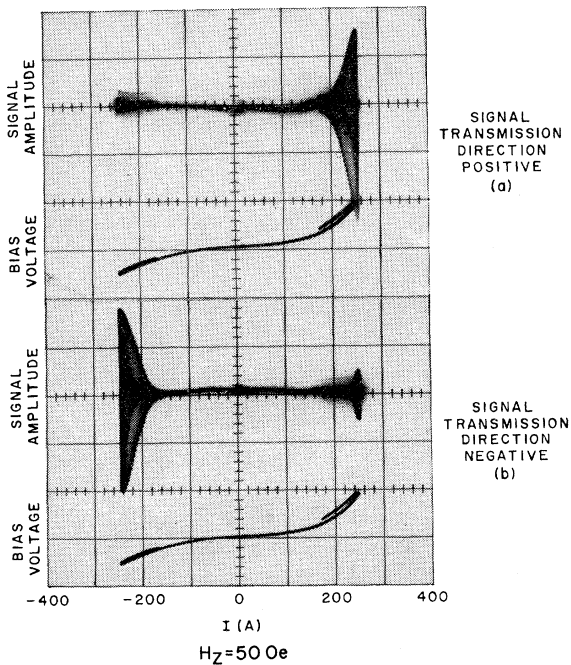 SIGNAL
AMPLITUDE
SIGNAL
TRANSMISSION
DIRECTION
POSITIVE
(a)
BIAS
VOLTAGE
SIGNAL
AMPLITUDE
SIGNAL
TRANSMISSION
DIRECTION
NEGATIVE
(b)
BIAS
VOLTAGE
-400 -200 0 200 400
I (A)
Hz=50 Oe